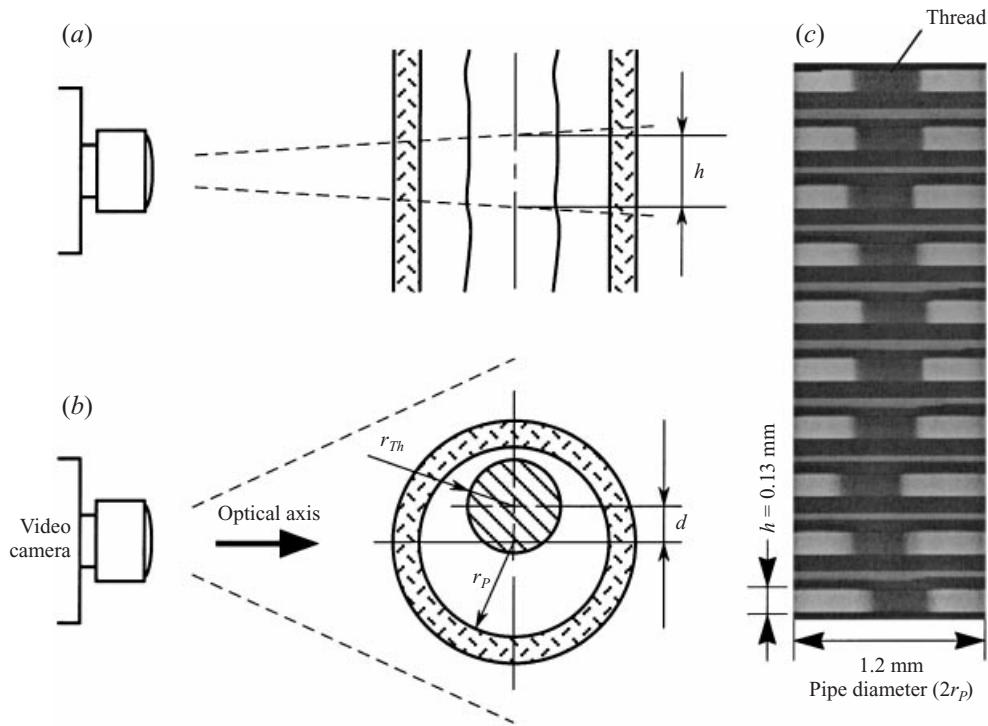 (a)
h
(b)
r_Th
Optical axis
Video
camera
d
r_P
(c)
Thread
h = 0.13 mm
1.2 mm
Pipe diameter (2r_P)